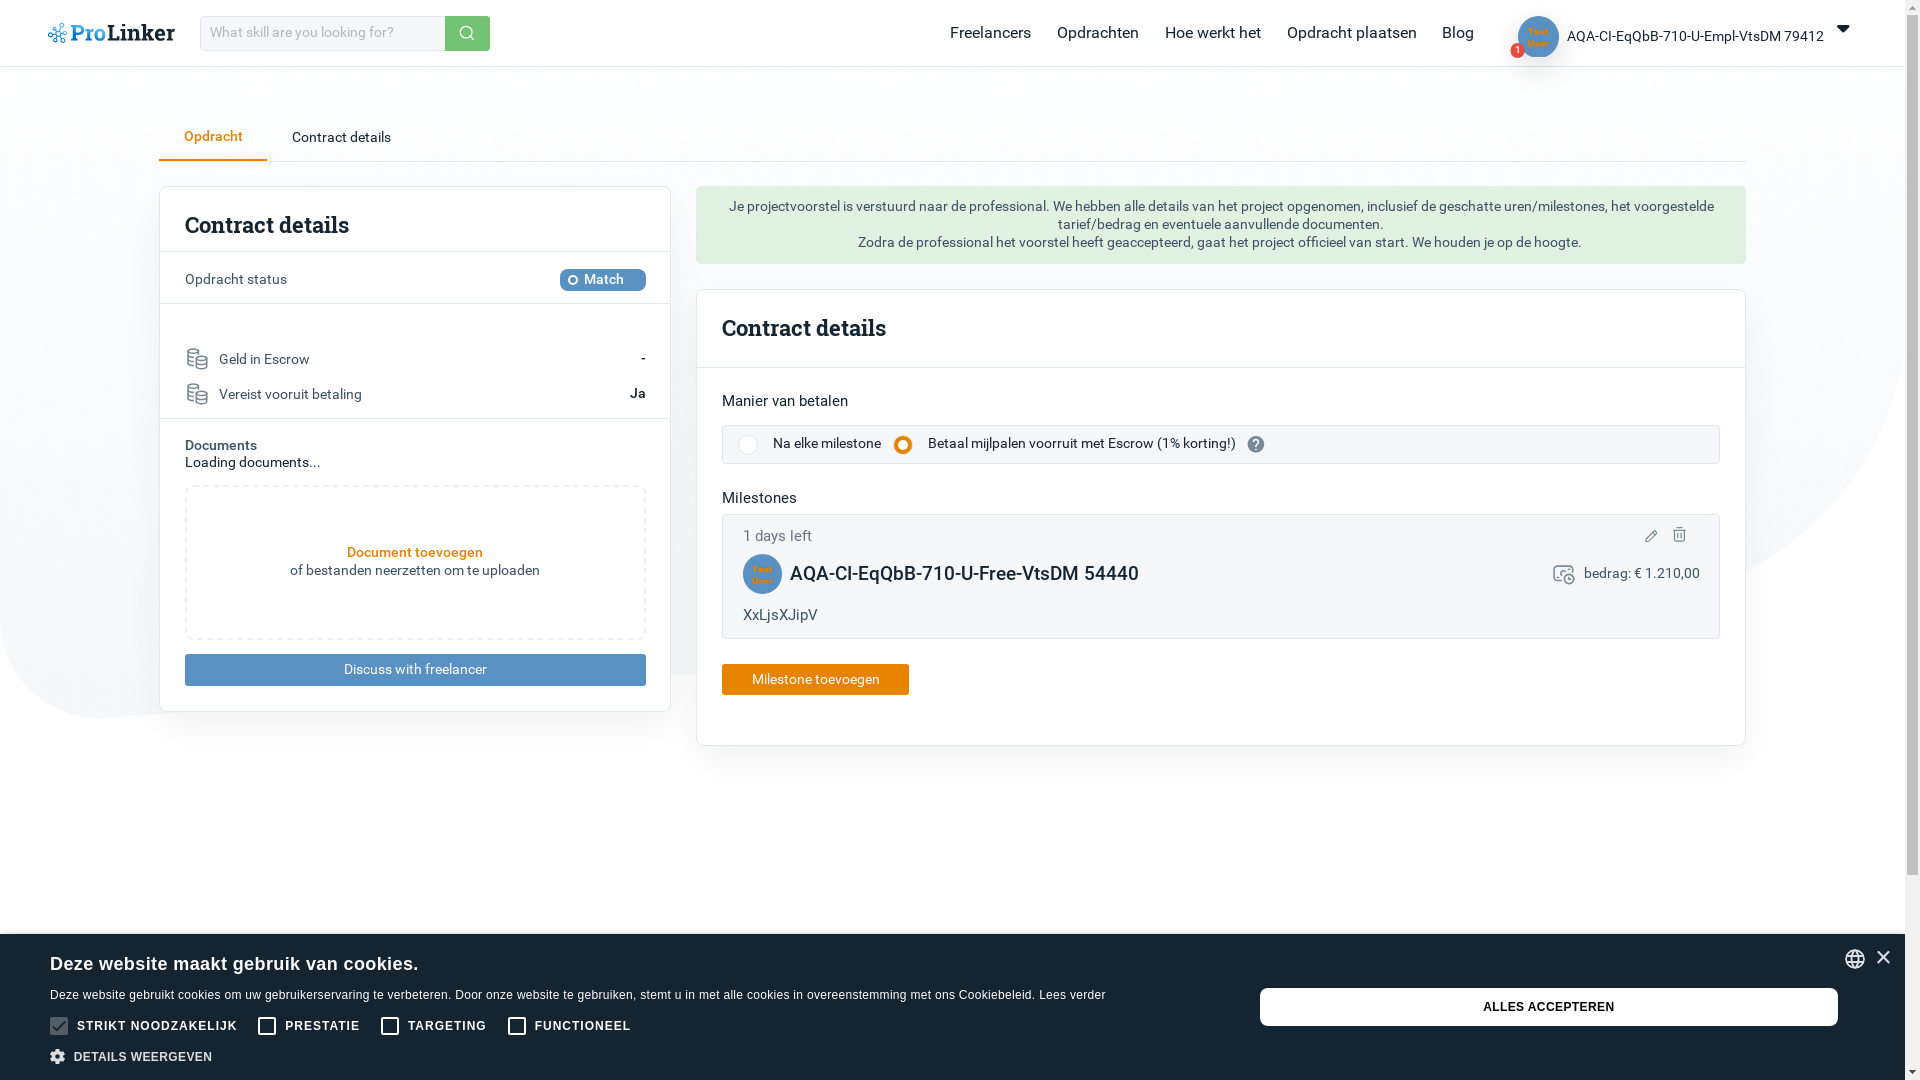 ProLinker
What skill are you looking for?
Freelancers
Opdrachten
Hoe werkt het
Opdracht plaatsen
Blog
Test
User
1
AQA-CI-EqQbB-710-U-Empl-VtsDM 79412
Opdracht
Contract details
Contract details
Opdracht status
Match
Geld in Escrow
-
Vereist vooruit betaling
Ja
Documents
Loading documents...
Document toevoegen
of bestanden neerzetten om te uploaden
Discuss with freelancer
Je projectvoorstel is verstuurd naar de professional. We hebben alle details van het project opgenomen, inclusief de geschatte uren/milestones, het voorgestelde
tarief/bedrag en eventuele aanvullende documenten.
Zodra de professional het voorstel heeft geaccepteerd, gaat het project officieel van start. We houden je op de hoogte.
Contract details
Manier van betalen
Na elke milestone
Betaal mijlpalen voorruit met Escrow (1% korting!)
?
Milestones
1 days left
Test
User
AQA-CI-EqQbB-710-U-Free-VtsDM 54440
bedrag: € 1.210,00
XxLjsXJipV
Milestone toevoegen
Deze website maakt gebruik van cookies.
Deze website gebruikt cookies om uw gebruikerservaring te verbeteren. Door onze website te gebruiken, stemt u in met alle cookies in overeenstemming met ons Cookiebeleid. Lees verder
STRIKT NOODZAKELIJK
PRESTATIE
TARGETING
FUNCTIONEEL
DETAILS WEERGEVEN
ALLES ACCEPTEREN
×